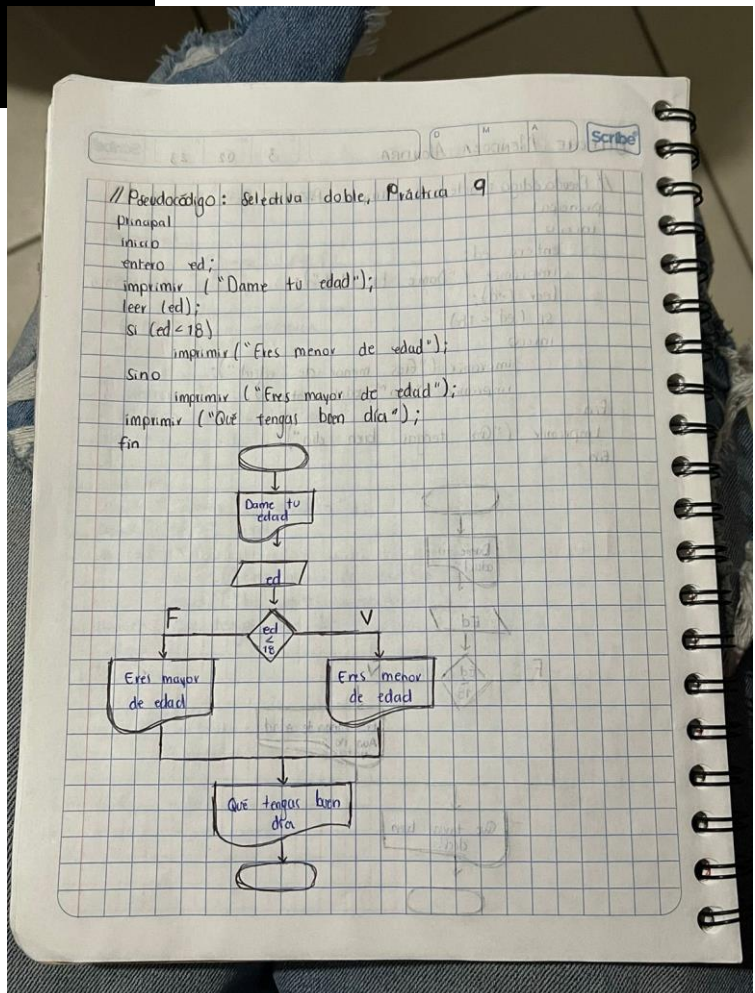 D M A
Scribe
// Pseudocódigo: Selectiva doble, Práctica 9
Principal
inicio
entero ed;
imprimir ("Dame tu edad");
leer (ed);
si (ed < 18)
imprimir ("Eres menor de edad");
Sino
imprimir ("Eres mayor de edad");
imprimir ("Qué tengas buen día");
fin
Dame tu
edad
ed
F
V
ed
<
18
Eres mayor
de edad
Eres menor
de edad
Qué tengas buen
día